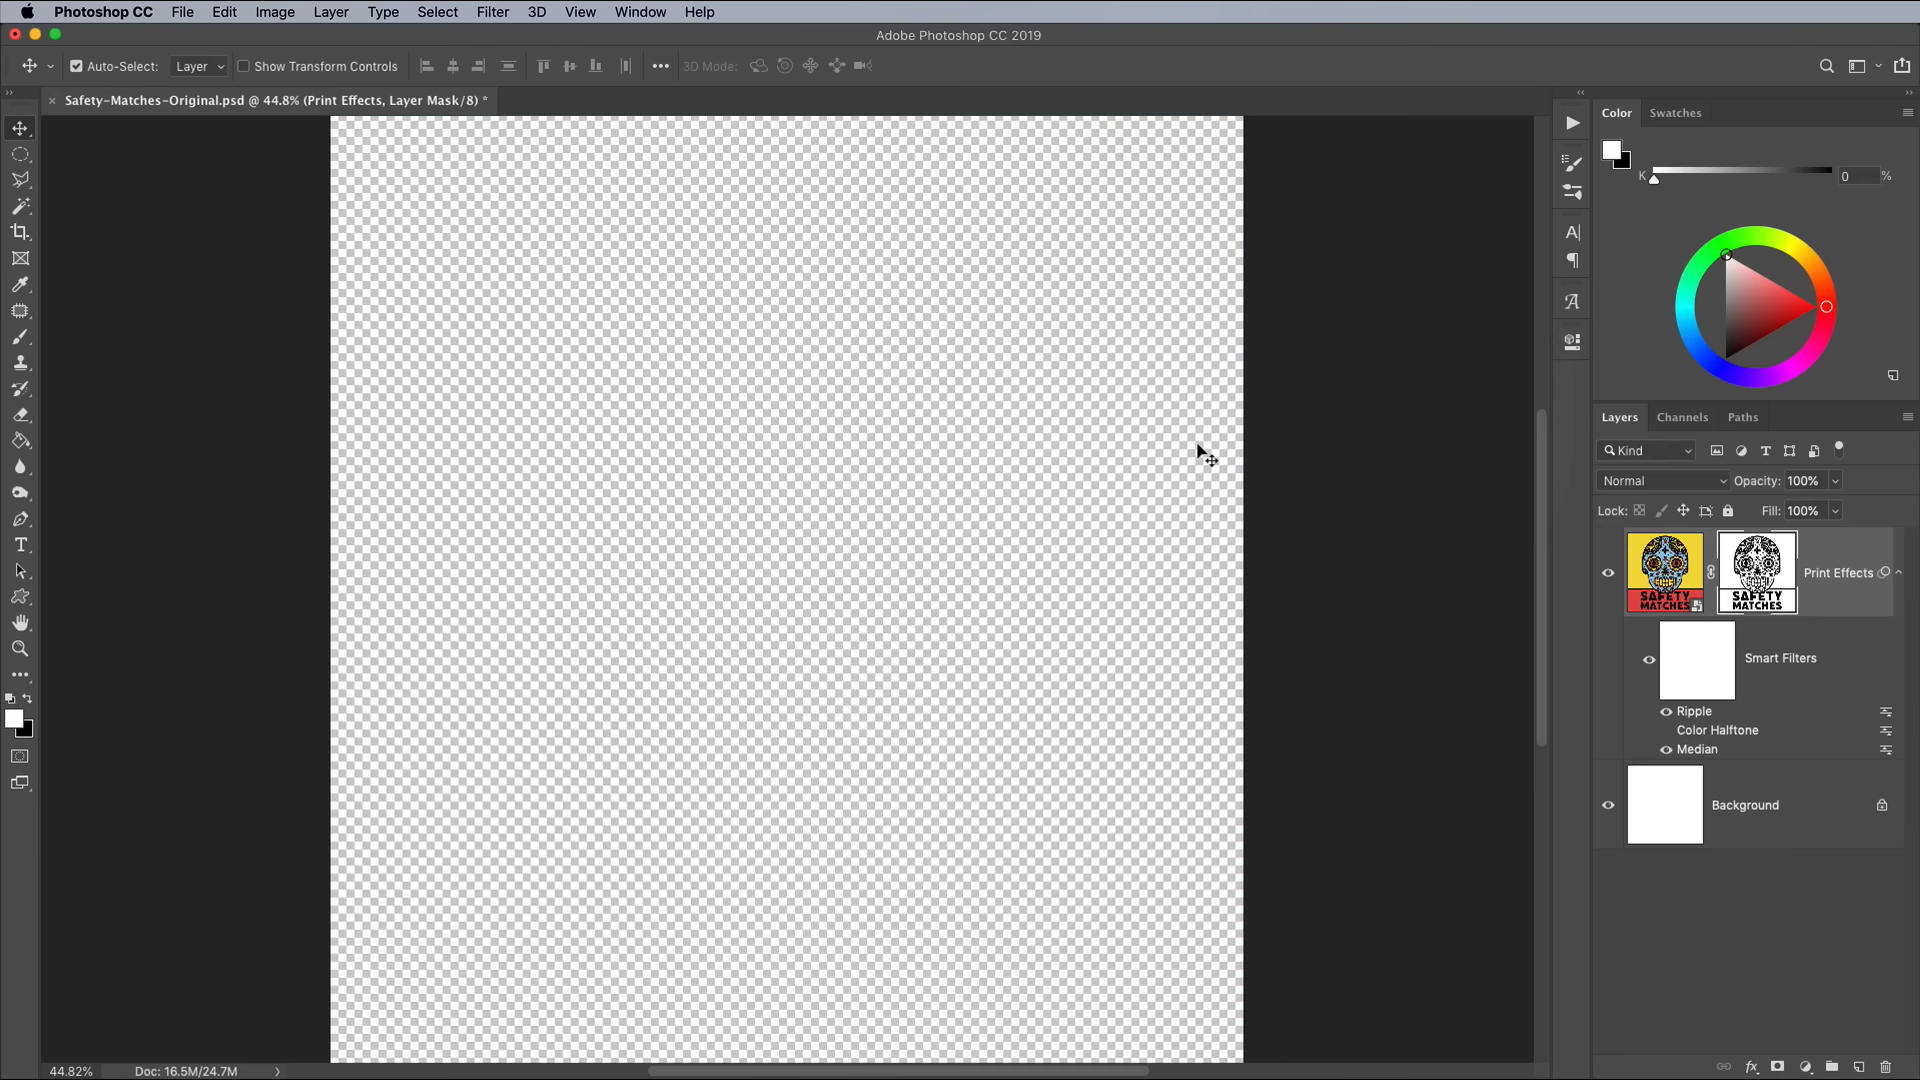 Photoshop CC File Edit Image Layer Type Select Filter 3D View Window Help
Adobe Photoshop CC 2019
Auto-Select: Layer Show Transform Controls 3D Mode:
Safety-Matches-Original.psd @ 44.8% (Print Effects, Layer Mask/8) *
Color Swatches
K 0 %
Layers Channels Paths
Kind
Normal Opacity: 100%
Lock: Fill: 100%
SAFETY
MATCHES
SAFETY
MATCHES
Print Effects
Smart Filters
Ripple
Color Halftone
Median
Background
44.82% Doc: 16.5M/24.7M
fx